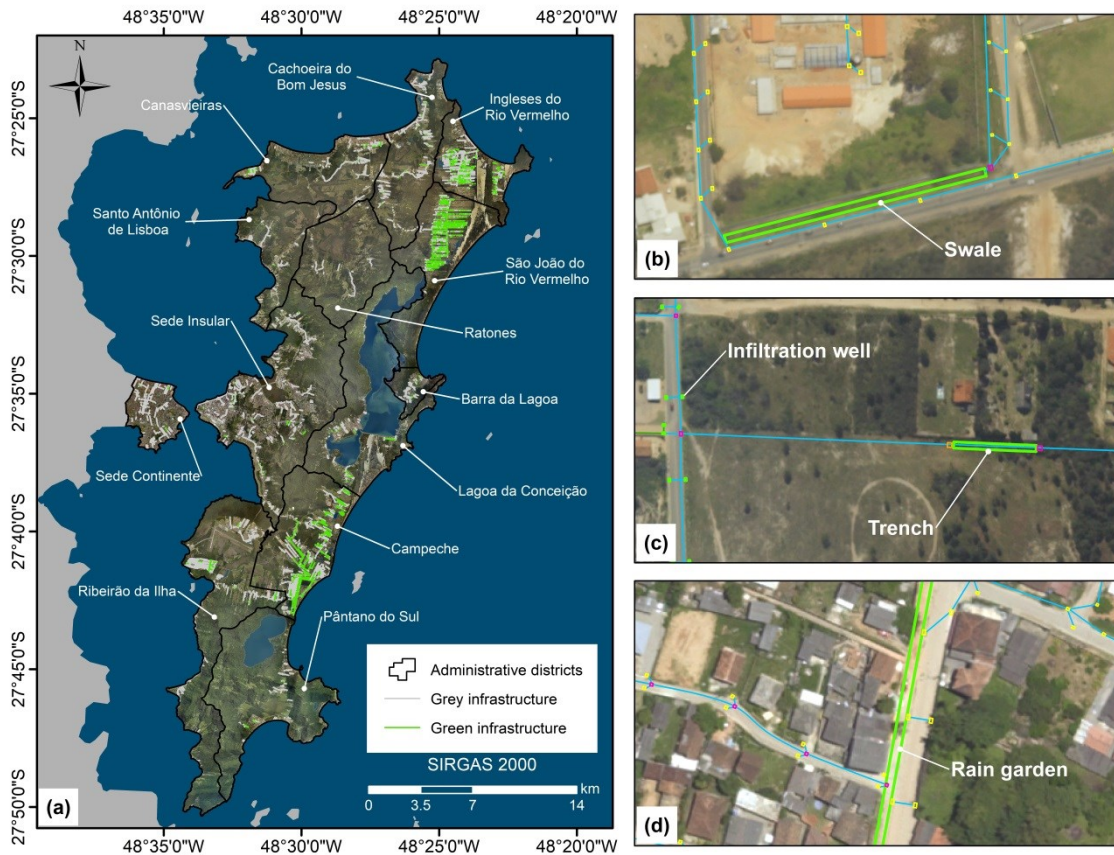 48°35'0"W 48°30'0"W 48°25'0"W 48°20'0"W
N
Cachoeira do
Bom Jesus
Canasvieiras
Ingleses do
Rio Vermelho
Santo Antônio
de Lisboa
São João do
Rio Vermelho
Sede Insular
Ratones
Barra da Lagoa
Sede Continente
Lagoa da Conceição
Campeche
Ribeirão da Ilha
Pântano do Sul
27°25'0"S
27°30'0"S
27°35'0"S
27°40'0"S
27°45'0"S
27°50'0"S
Administrative districts
Grey infrastructure
Green infrastructure
SIRGAS 2000
km
0 3.5 7 14
(a)
48°35'0"W 48°30'0"W 48°25'0"W 48°20'0"W
Swale
(b)
Infiltration well
Trench
(c)
Rain garden
(d)